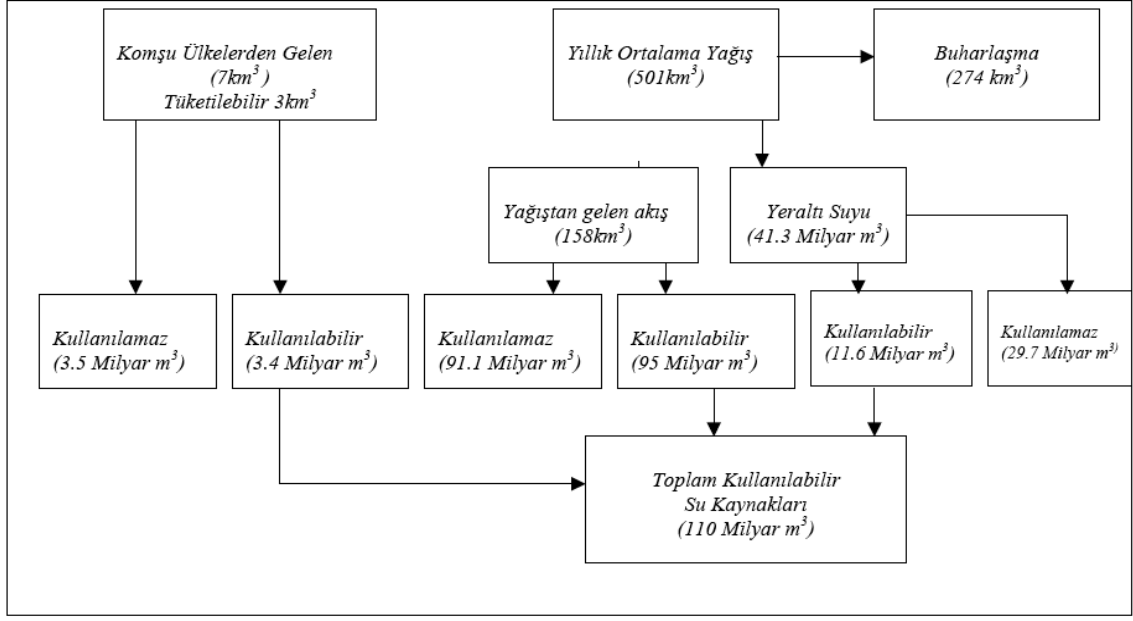 Komşu Ülkelerden Gelen
(7km³ )
Tüketilebilir 3km³
Yıllık Ortalama Yağış
(501km³)
Buharlaşma
(274 km³)
Yağıştan gelen akış
(158km³)
Yeraltı Suyu
(41.3 Milyar m³)
Kullanılamaz
(3.5 Milyar m³)
Kullanılabilir
(3.4 Milyar m³)
Kullanılamaz
(91.1 Milyar m³)
Kullanılabilir
(95 Milyar m³)
Kullanılabilir
(11.6 Milyar m³)
Kullanılamaz
(29.7 Milyar m³)
Toplam Kullanılabilir
Su Kaynakları
(110 Milyar m³)